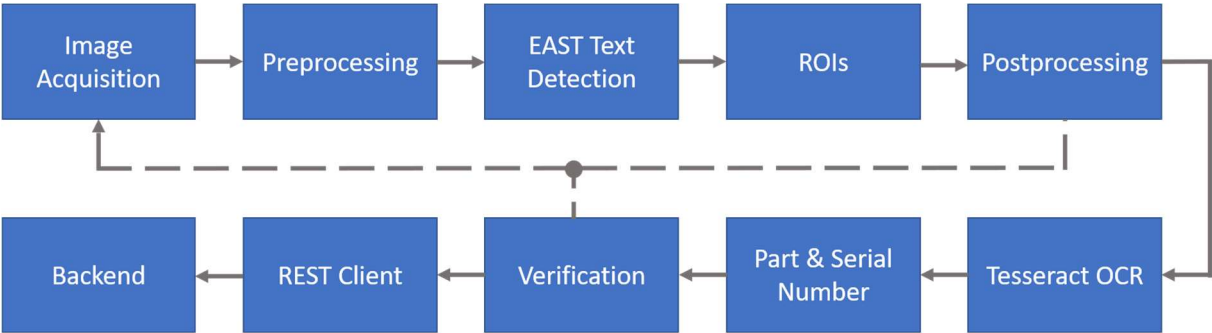 Image
Acquisition
Preprocessing
EAST Text
Detection
ROIs
Postprocessing
Backend
REST Client
Verification
Part & Serial
Number
Tesseract OCR